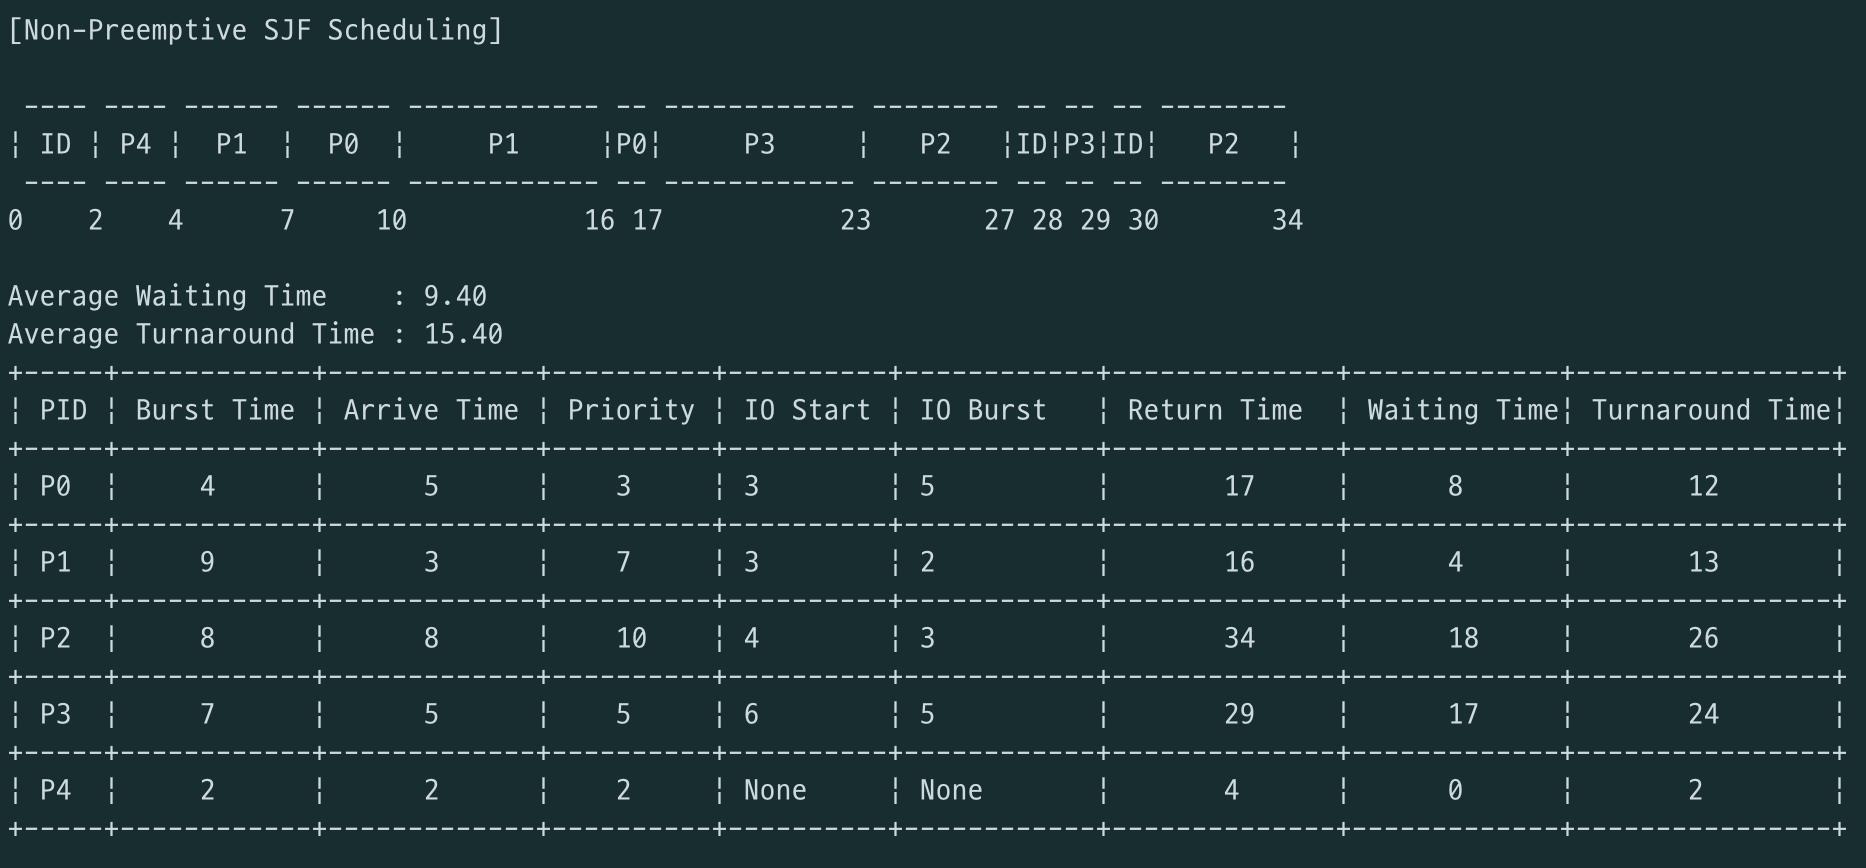 [Non-Preemptive SJF Scheduling]
 ---- ---- ------ ------ ------------ -- ------------ -------- -- -- -- --------
¦ ID ¦ P4 ¦  P1  ¦  P0  ¦     P1     ¦P0¦     P3     ¦   P2   ¦ID¦P3¦ID¦   P2   ¦
 ---- ---- ------ ------ ------------ -- ------------ -------- -- -- -- --------
0    2    4      7     10           16 17           23       27 28 29 30       34
Average Waiting Time    : 9.40
Average Turnaround Time : 15.40
+-----+------------+-------------+----------+----------+------------+--------------+-------------+----------------+
¦ PID ¦ Burst Time ¦ Arrive Time ¦ Priority ¦ IO Start ¦ IO Burst   ¦ Return Time  ¦ Waiting Time¦ Turnaround Time¦
+-----+------------+-------------+----------+----------+------------+--------------+-------------+----------------+
¦ P0  ¦     4      ¦      5      ¦    3     ¦ 3        ¦ 5          ¦       17     ¦      8      ¦       12       ¦
+-----+------------+-------------+----------+----------+------------+--------------+-------------+----------------+
¦ P1  ¦     9      ¦      3      ¦    7     ¦ 3        ¦ 2          ¦       16     ¦      4      ¦       13       ¦
+-----+------------+-------------+----------+----------+------------+--------------+-------------+----------------+
¦ P2  ¦     8      ¦      8      ¦    10    ¦ 4        ¦ 3          ¦       34     ¦      18     ¦       26       ¦
+-----+------------+-------------+----------+----------+------------+--------------+-------------+----------------+
¦ P3  ¦     7      ¦      5      ¦    5     ¦ 6        ¦ 5          ¦       29     ¦      17     ¦       24       ¦
+-----+------------+-------------+----------+----------+------------+--------------+-------------+----------------+
¦ P4  ¦     2      ¦      2      ¦    2     ¦ None     ¦ None       ¦       4      ¦      0      ¦       2        ¦
+-----+------------+-------------+----------+----------+------------+--------------+-------------+----------------+